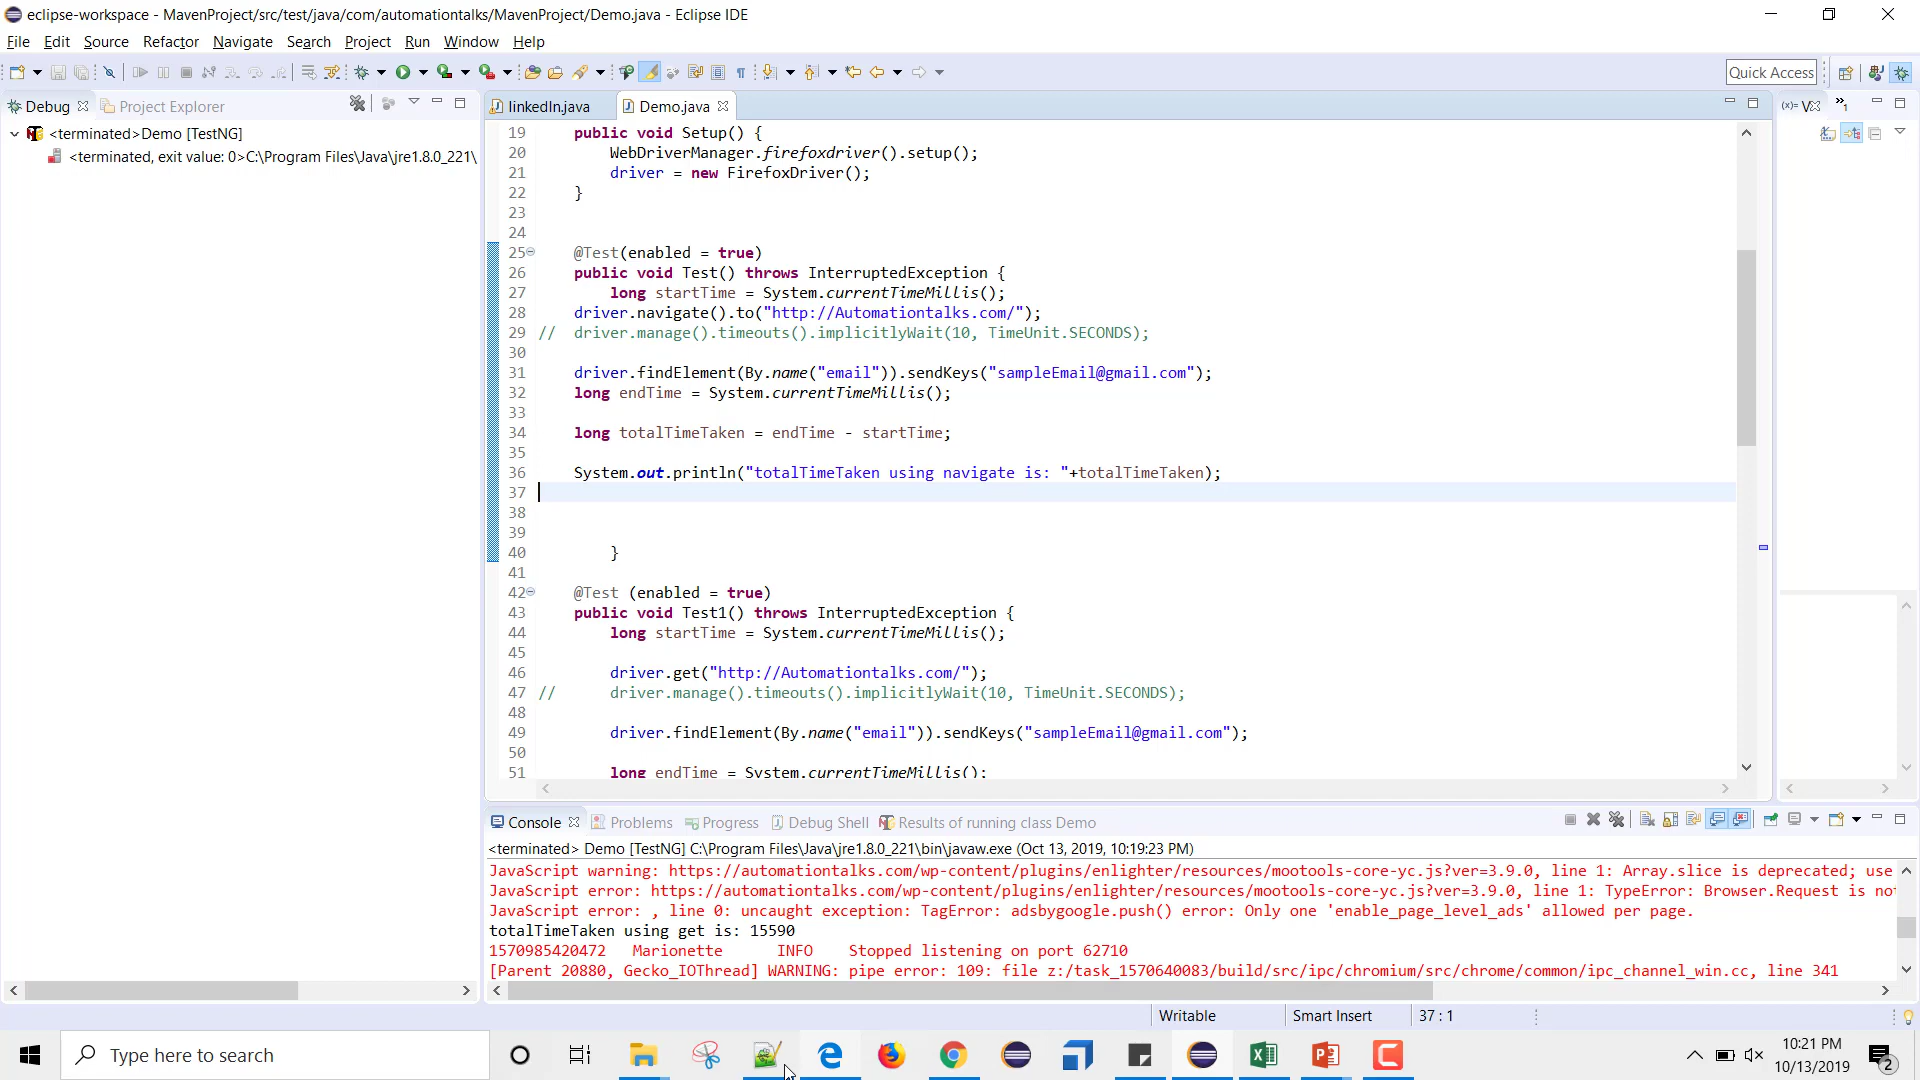 eclipse-workspace - MavenProject/src/test/java/com/automationtalks/MavenProject/Demo.java - Eclipse IDE
File Edit Source Refactor Navigate Search Project Run Window Help
Quick Access
Debug Project Explorer
linkedIn.java Demo.java
<terminated>Demo [TestNG]
<terminated, exit value: 0>C:\Program Files\Java\jre1.8.0_221\
19 public void Setup() {
20 WebDriverManager.firefoxdriver().setup();
21 driver = new FirefoxDriver();
22 }
23
24
25 @Test(enabled = true)
26 public void Test() throws InterruptedException {
27 long startTime = System.currentTimeMillis();
28 driver.navigate().to("http://Automationtalks.com/");
29 // driver.manage().timeouts().implicitlyWait(10, TimeUnit.SECONDS);
30
31 driver.findElement(By.name("email")).sendKeys("sampleEmail@gmail.com");
32 long endTime = System.currentTimeMillis();
33
34 long totalTimeTaken = endTime - startTime;
35
36 System.out.println("totalTimeTaken using navigate is: "+totalTimeTaken);
37
38
39
40 }
41
42 @Test (enabled = true)
43 public void Test1() throws InterruptedException {
44 long startTime = System.currentTimeMillis();
45
46 driver.get("http://Automationtalks.com/");
47 // driver.manage().timeouts().implicitlyWait(10, TimeUnit.SECONDS);
48
49 driver.findElement(By.name("email")).sendKeys("sampleEmail@gmail.com");
50
51 long endTime = System.currentTimeMillis();
Console Problems Progress Debug Shell Results of running class Demo
<terminated> Demo [TestNG] C:\Program Files\Java\jre1.8.0_221\bin\javaw.exe (Oct 13, 2019, 10:19:23 PM)
JavaScript warning: https://automationtalks.com/wp-content/plugins/enlighter/resources/mootools-core-yc.js?ver=3.9.0, line 1: Array.slice is deprecated; use
JavaScript error: https://automationtalks.com/wp-content/plugins/enlighter/resources/mootools-core-yc.js?ver=3.9.0, line 1: TypeError: Browser.Request is no
JavaScript error: , line 0: uncaught exception: TagError: adsbygoogle.push() error: Only one 'enable_page_level_ads' allowed per page.
totalTimeTaken using get is: 15590
1570985420472 Marionette INFO Stopped listening on port 62710
[Parent 20880, Gecko_IOThread] WARNING: pipe error: 109: file z:/task_1570640083/build/src/ipc/chromium/src/chrome/common/ipc_channel_win.cc, line 341
Writable Smart Insert 37 : 1
Type here to search
10:21 PM
10/13/2019
2